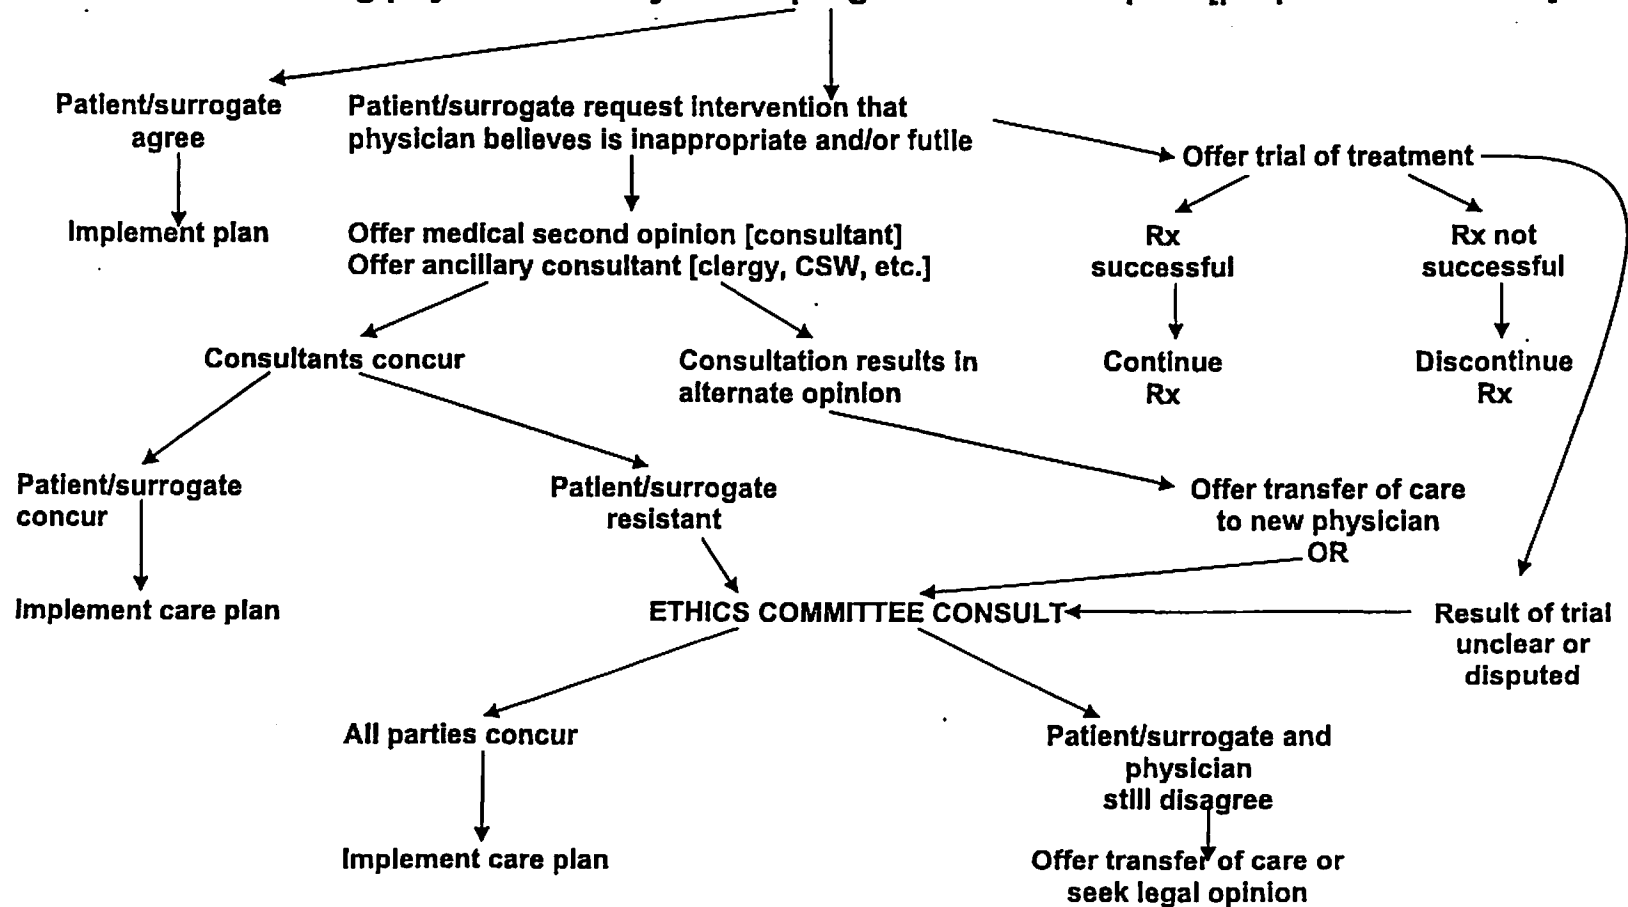 Patient/surrogate
agree
Patient/surrogate request intervention that
physician believes is inappropriate and/or futile
Offer trial of treatment
Implement plan
Offer medical second opinion [consultant]
Offer ancillary consultant [clergy, CSW, etc.]
Rx
successful
Rx not
successful
Consultants concur
Consultation results in
alternate opinion
Continue
Rx
Discontinue
Rx
Patient/surrogate
concur
Patient/surrogate
resistant
Offer transfer of care
to new physician
OR
Implement care plan
ETHICS COMMITTEE CONSULT
Result of trial
unclear or
disputed
All parties concur
Patient/surrogate and
physician
still disagree
Implement care plan
Offer transfer of care or
seek legal opinion